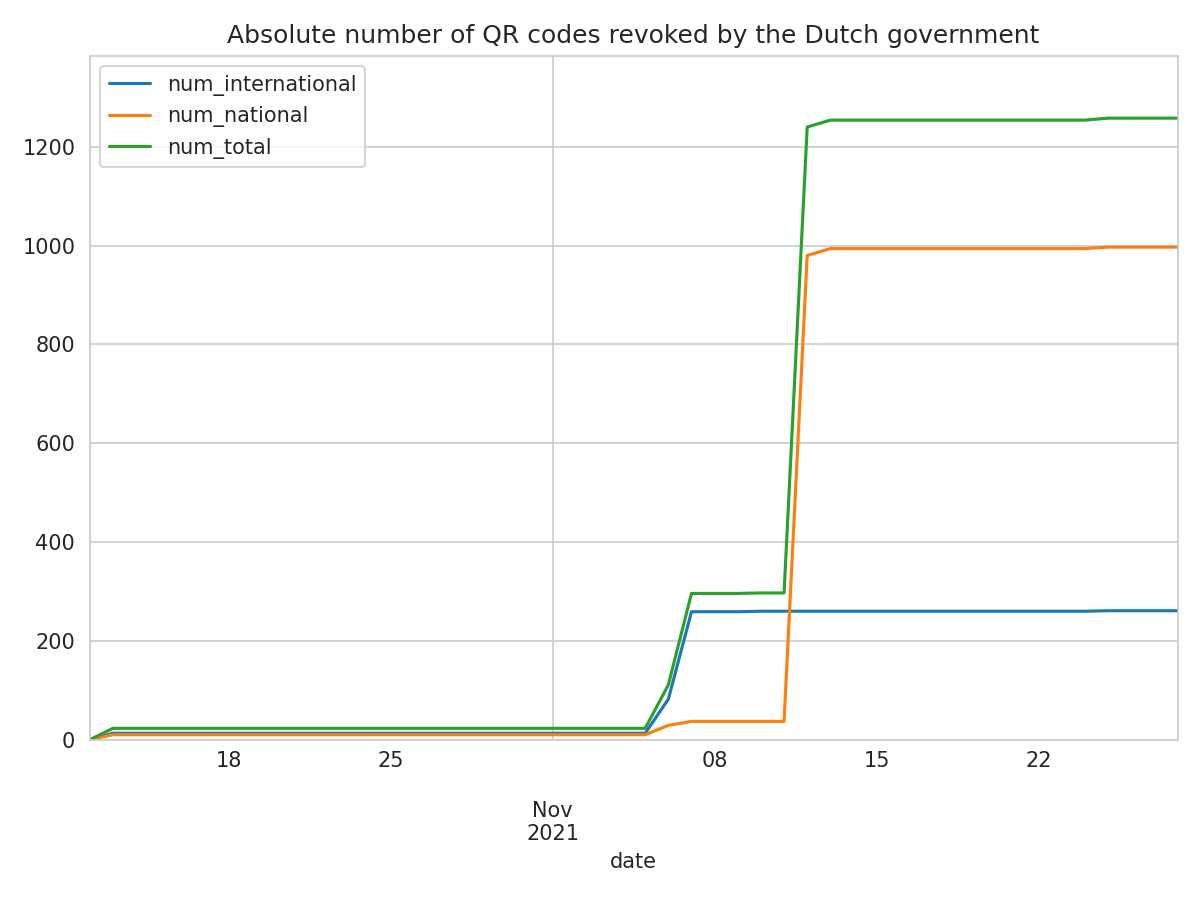 Absolute number of QR codes revoked by the Dutch government
num_international
num_national
num_total
1200
1000
800
600
400
200
0
18 25 08 15 22
Nov
2021
date